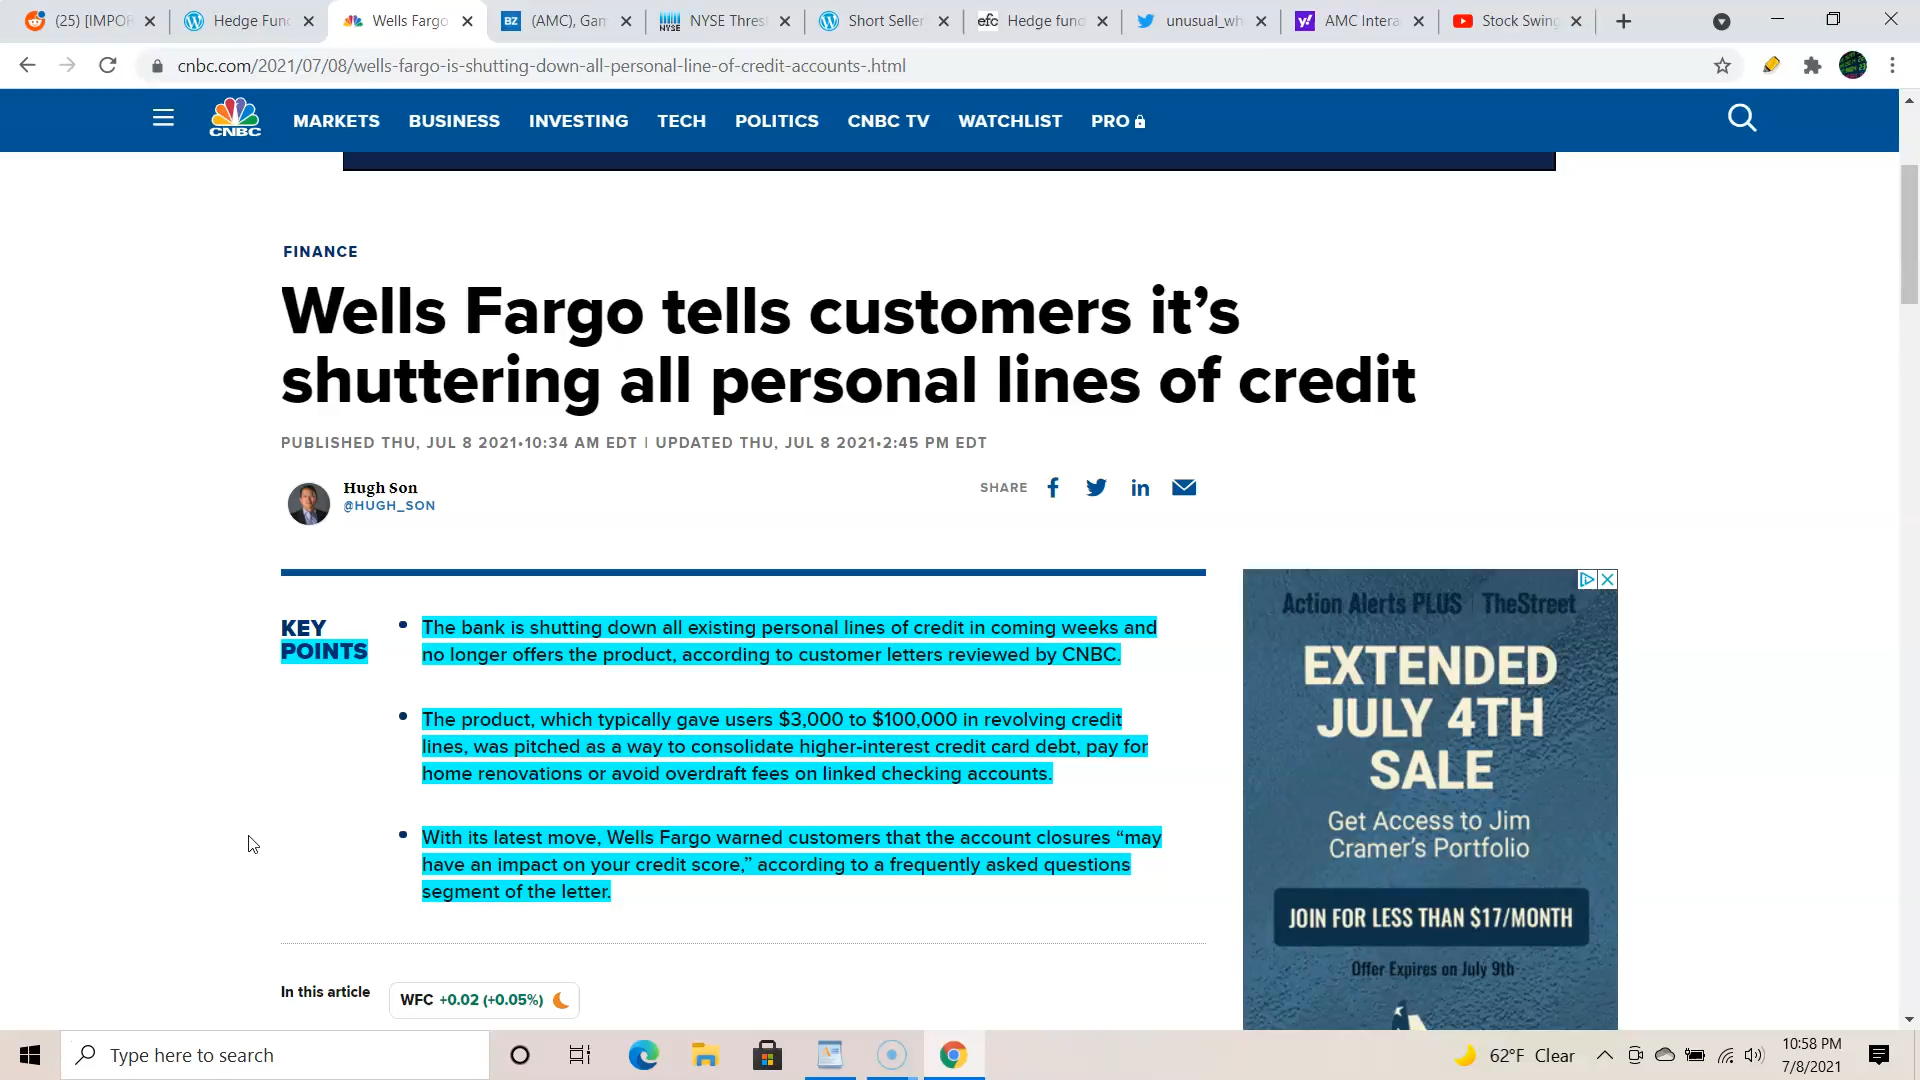 (25) [IMPOR
Hedge Fun
Wells Fargo
BZ
(AMC), Gam
NYSE
NYSE Thres
Short Seller
efc
Hedge fund
unusual_wh
y!
AMC Intera
Stock Swing
cnbc.com/2021/07/08/wells-fargo-is-shutting-down-all-personal-line-of-credit-accounts-.html
CNBC
MARKETS
BUSINESS
INVESTING
TECH
POLITICS
CNBC TV
WATCHLIST
PRO
FINANCE
Wells Fargo tells customers it’s
shuttering all personal lines of credit
PUBLISHED THU, JUL 8 2021•10:34 AM EDT | UPDATED THU, JUL 8 2021•2:45 PM EDT
Hugh Son
@HUGH_SON
SHARE
KEY
POINTS
• The bank is shutting down all existing personal lines of credit in coming weeks and
no longer offers the product, according to customer letters reviewed by CNBC.
• The product, which typically gave users $3,000 to $100,000 in revolving credit
lines, was pitched as a way to consolidate higher-interest credit card debt, pay for
home renovations or avoid overdraft fees on linked checking accounts.
• With its latest move, Wells Fargo warned customers that the account closures “may
have an impact on your credit score,” according to a frequently asked questions
segment of the letter.
In this article
WFC +0.02 (+0.05%)
Action Alerts PLUS | TheStreet
EXTENDED
JULY 4TH
SALE
Get Access to Jim
Cramer’s Portfolio
JOIN FOR LESS THAN $17/MONTH
Offer Expires on July 9th
Type here to search
62°F Clear
10:58 PM
7/8/2021